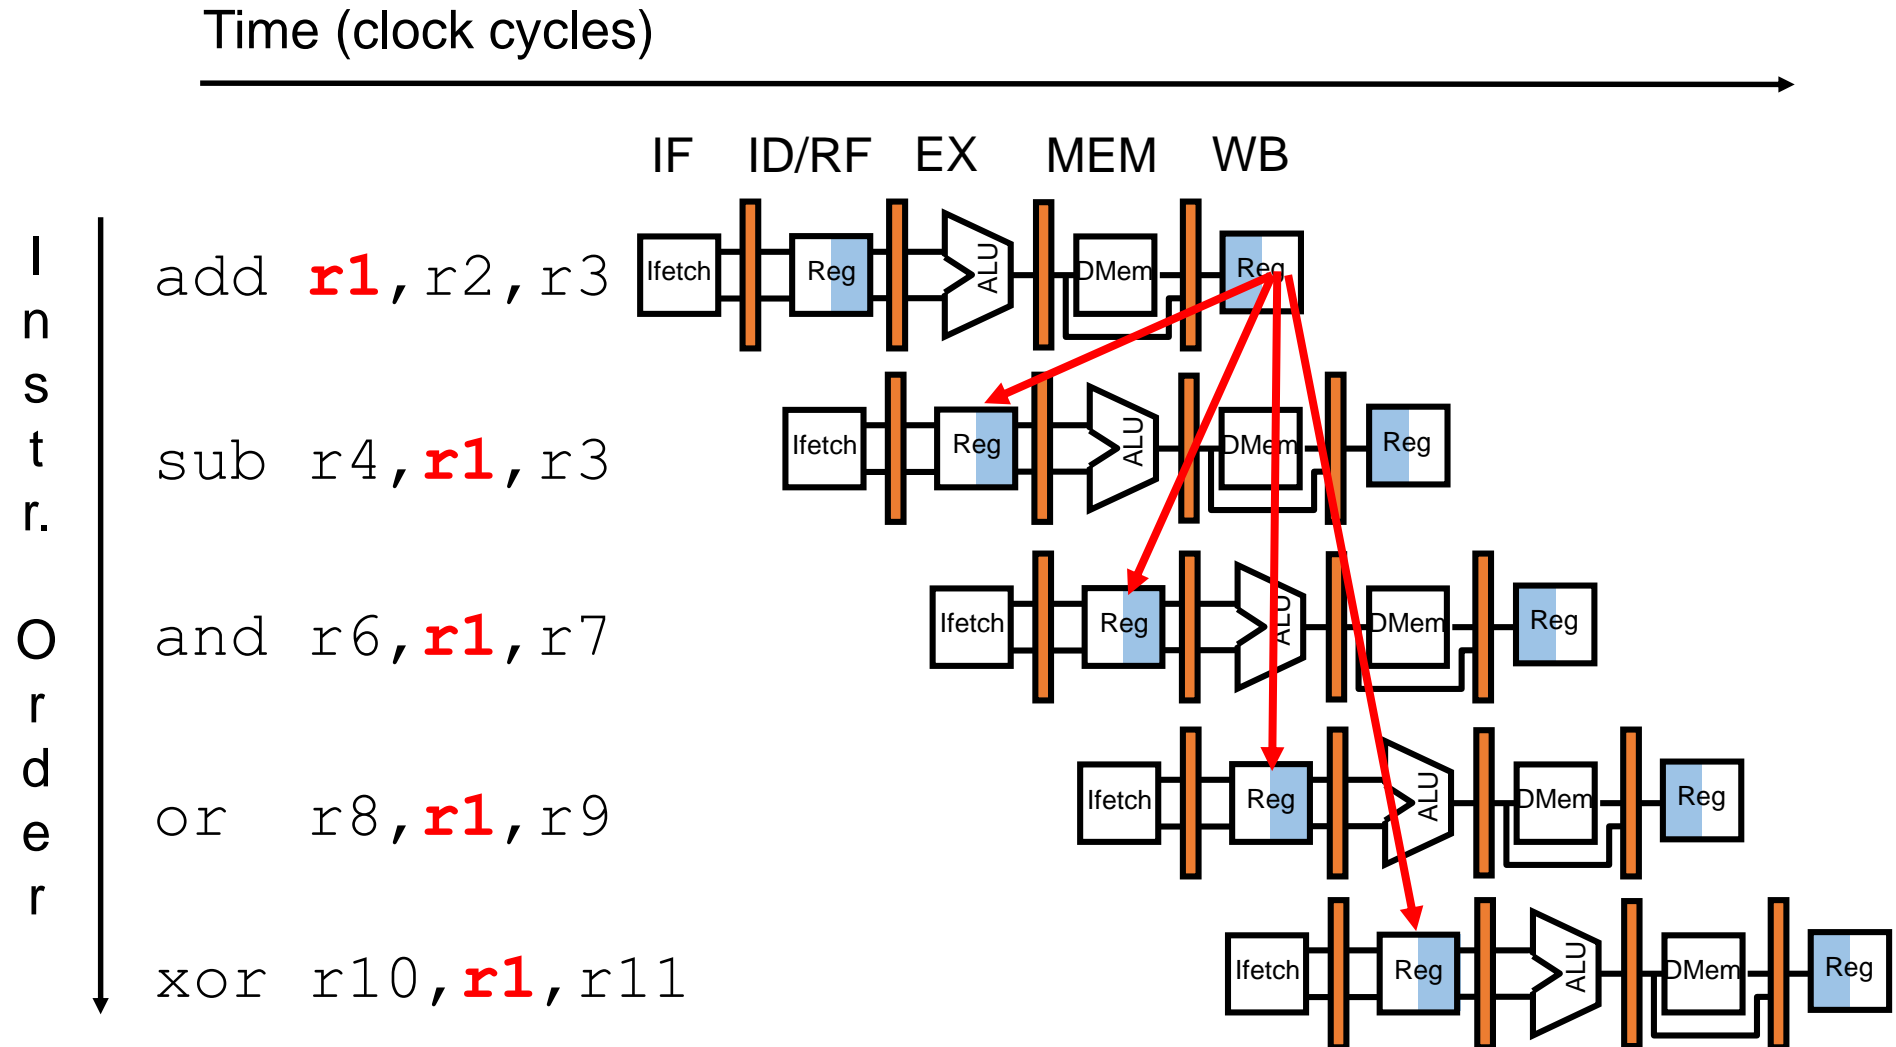 Time (clock cycles)
IF ID/RF EX MEM WB
Instr. Order
add r1,r2,r3 Ifetch Reg ALU DMem Reg
sub r4,r1,r3 Ifetch Reg ALU DMem Reg
and r6,r1,r7 Ifetch Reg ALU DMem Reg
or r8,r1,r9 Ifetch Reg ALU DMem Reg
xor r10,r1,r11 Ifetch Reg ALU DMem Reg